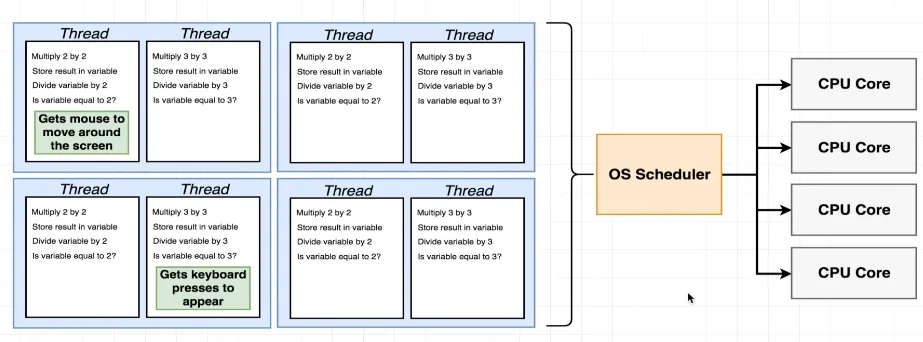 Thread
Multiply 2 by 2
Store result in variable
Divide variable by 2
Is variable equal to 2?
Gets mouse to
move around
the screen
Thread
Multiply 3 by 3
Store result in variable
Divide variable by 3
Is variable equal to 3?
Thread
Multiply 2 by 2
Store result in variable
Divide variable by 2
Is variable equal to 2?
Thread
Multiply 3 by 3
Store result in variable
Divide variable by 3
Is variable equal to 3?
Thread
Multiply 2 by 2
Store result in variable
Divide variable by 2
Is variable equal to 2?
Thread
Multiply 3 by 3
Store result in variable
Divide variable by 3
Is variable equal to 3?
Gets keyboard
presses to
appear
Thread
Multiply 2 by 2
Store result in variable
Divide variable by 2
Is variable equal to 2?
Thread
Multiply 3 by 3
Store result in variable
Divide variable by 3
Is variable equal to 3?
OS Scheduler
CPU Core
CPU Core
CPU Core
CPU Core